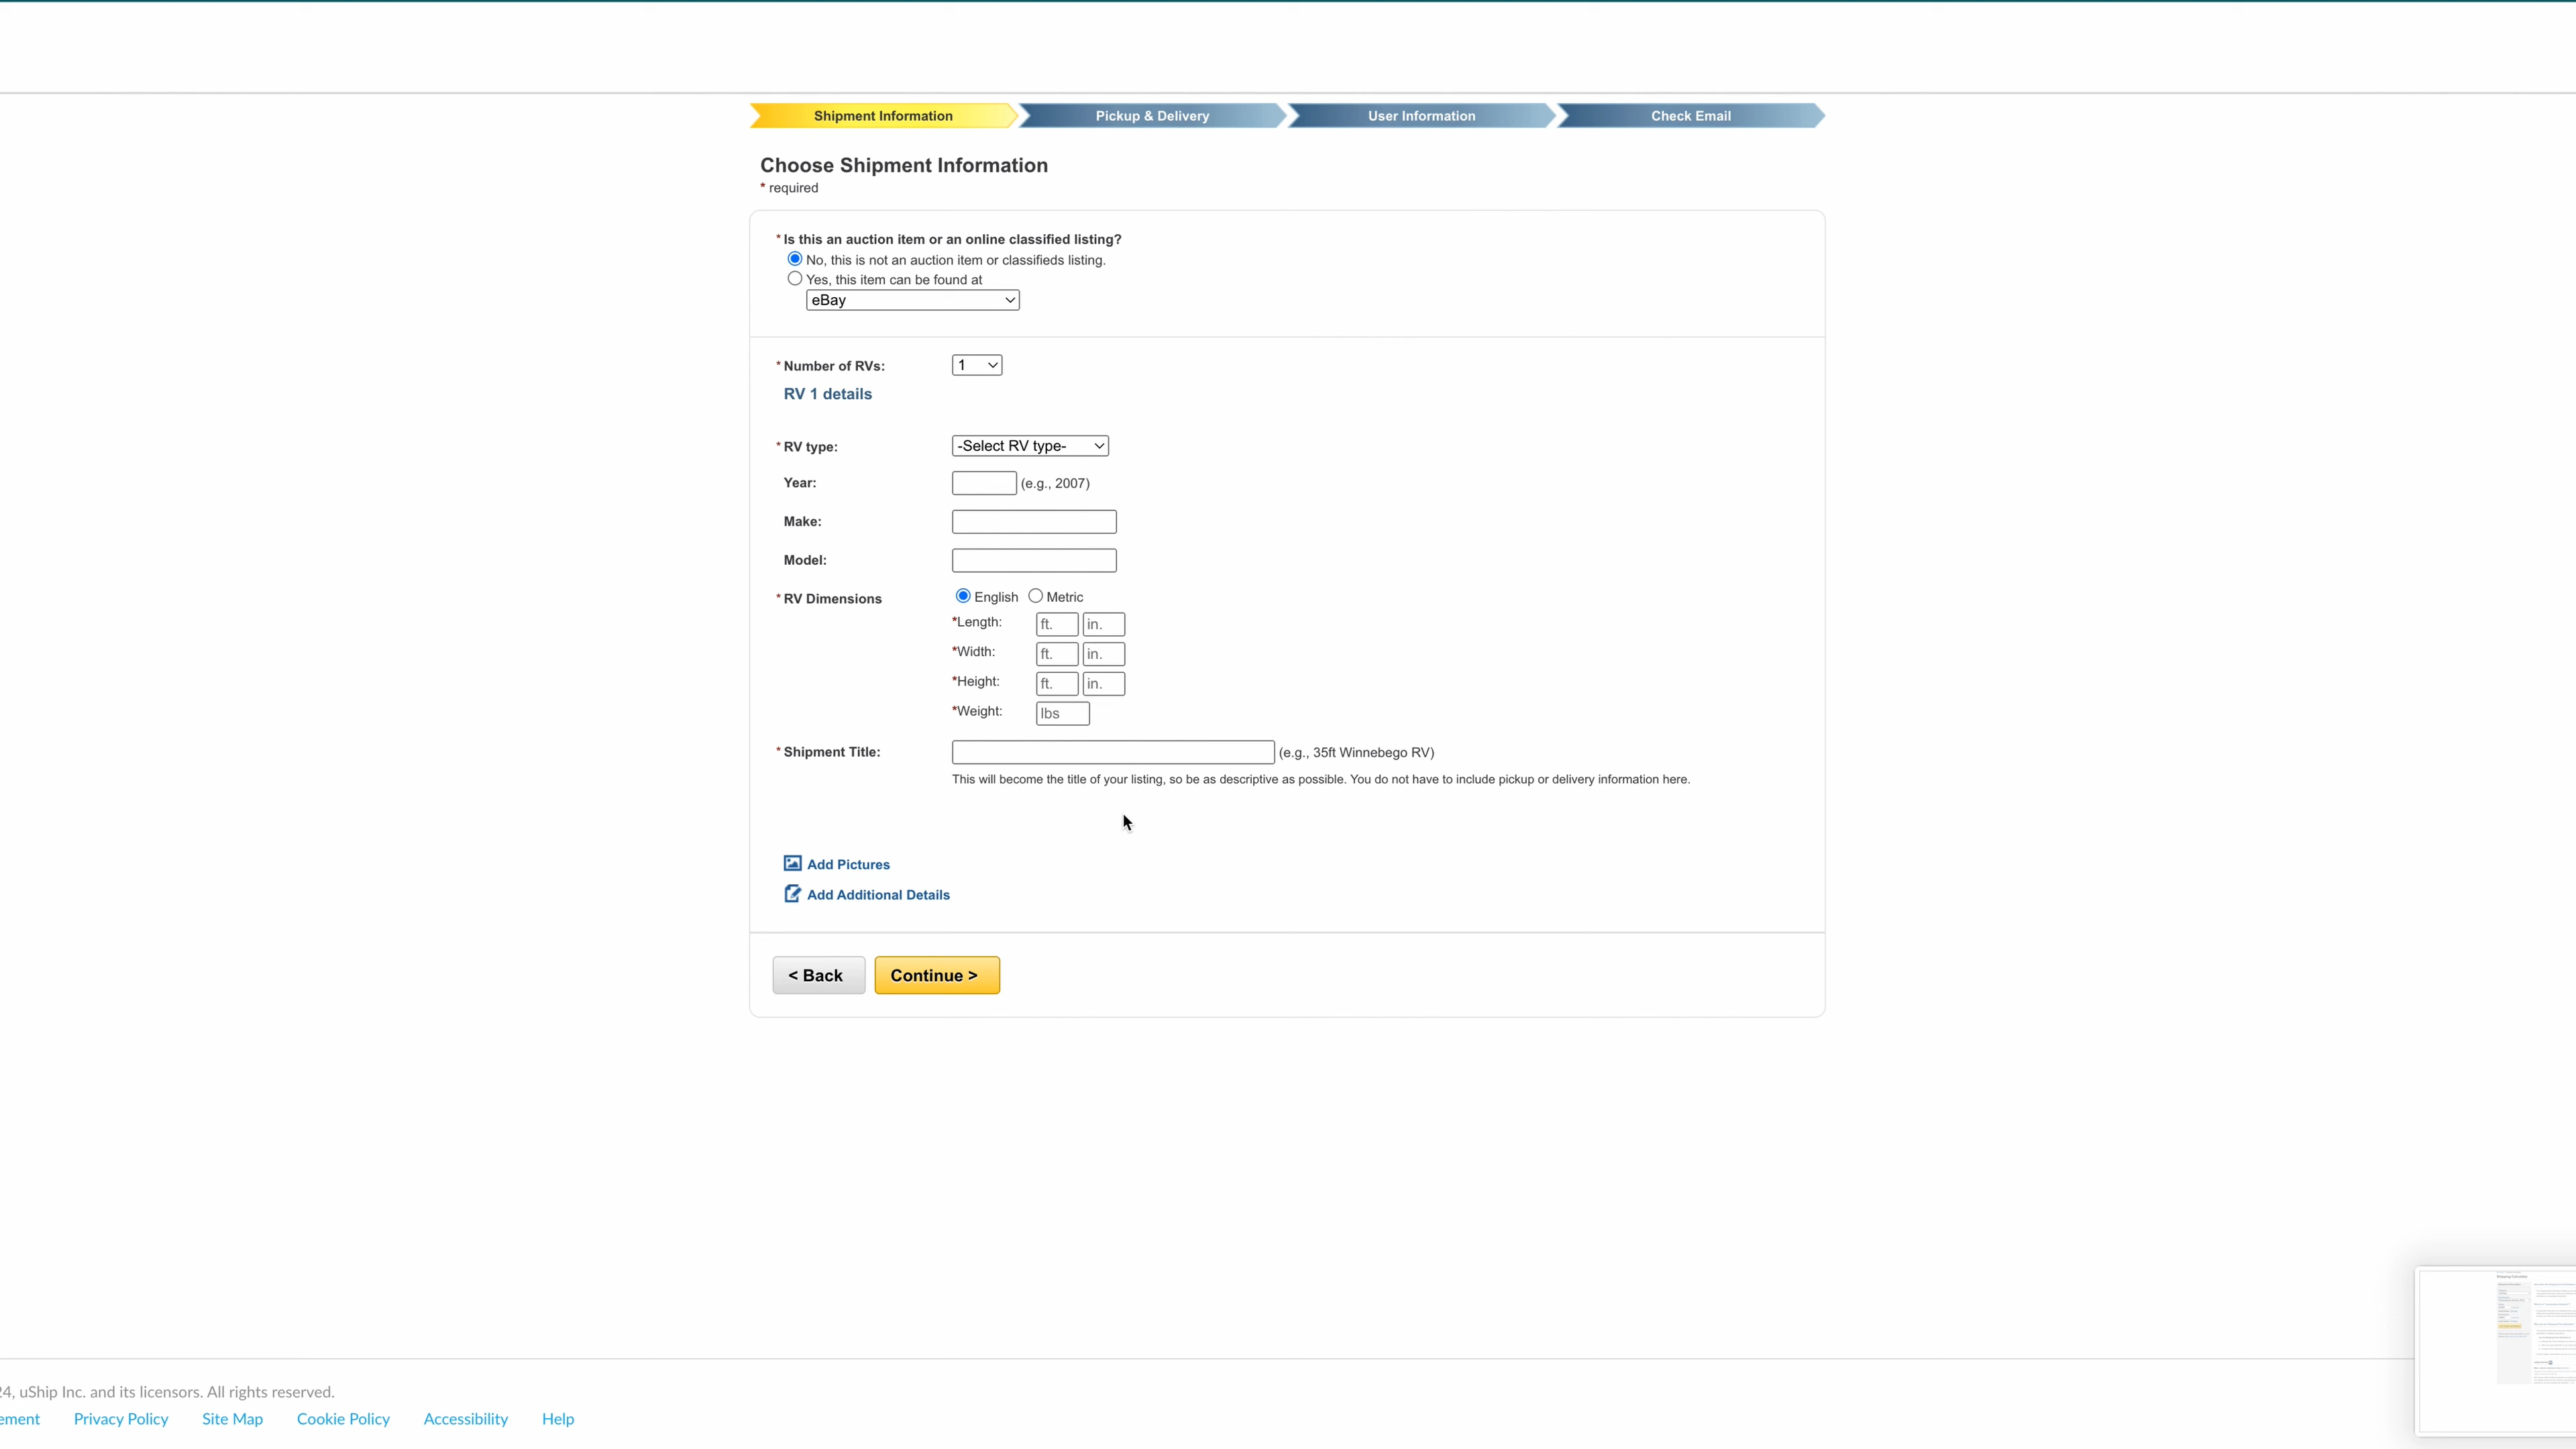 Shipment Information Pickup & Delivery User Information Check Email
Choose Shipment Information
* required
* Is this an auction item or an online classified listing?
No, this is not an auction item or classifieds listing.
Yes, this item can be found at
eBay
* Number of RVs: 1
RV 1 details
* RV type: -Select RV type-
Year: (e.g., 2007)
Make:
Model:
* RV Dimensions English Metric
*Length: ft. in.
*Width: ft. in.
*Height: ft. in.
*Weight: lbs
* Shipment Title: (e.g., 35ft Winnebego RV)
This will become the title of your listing, so be as descriptive as possible. You do not have to include pickup or delivery information here.
Add Pictures
Add Additional Details
< Back Continue >
24, uShip Inc. and its licensors. All rights reserved.
ement Privacy Policy Site Map Cookie Policy Accessibility Help